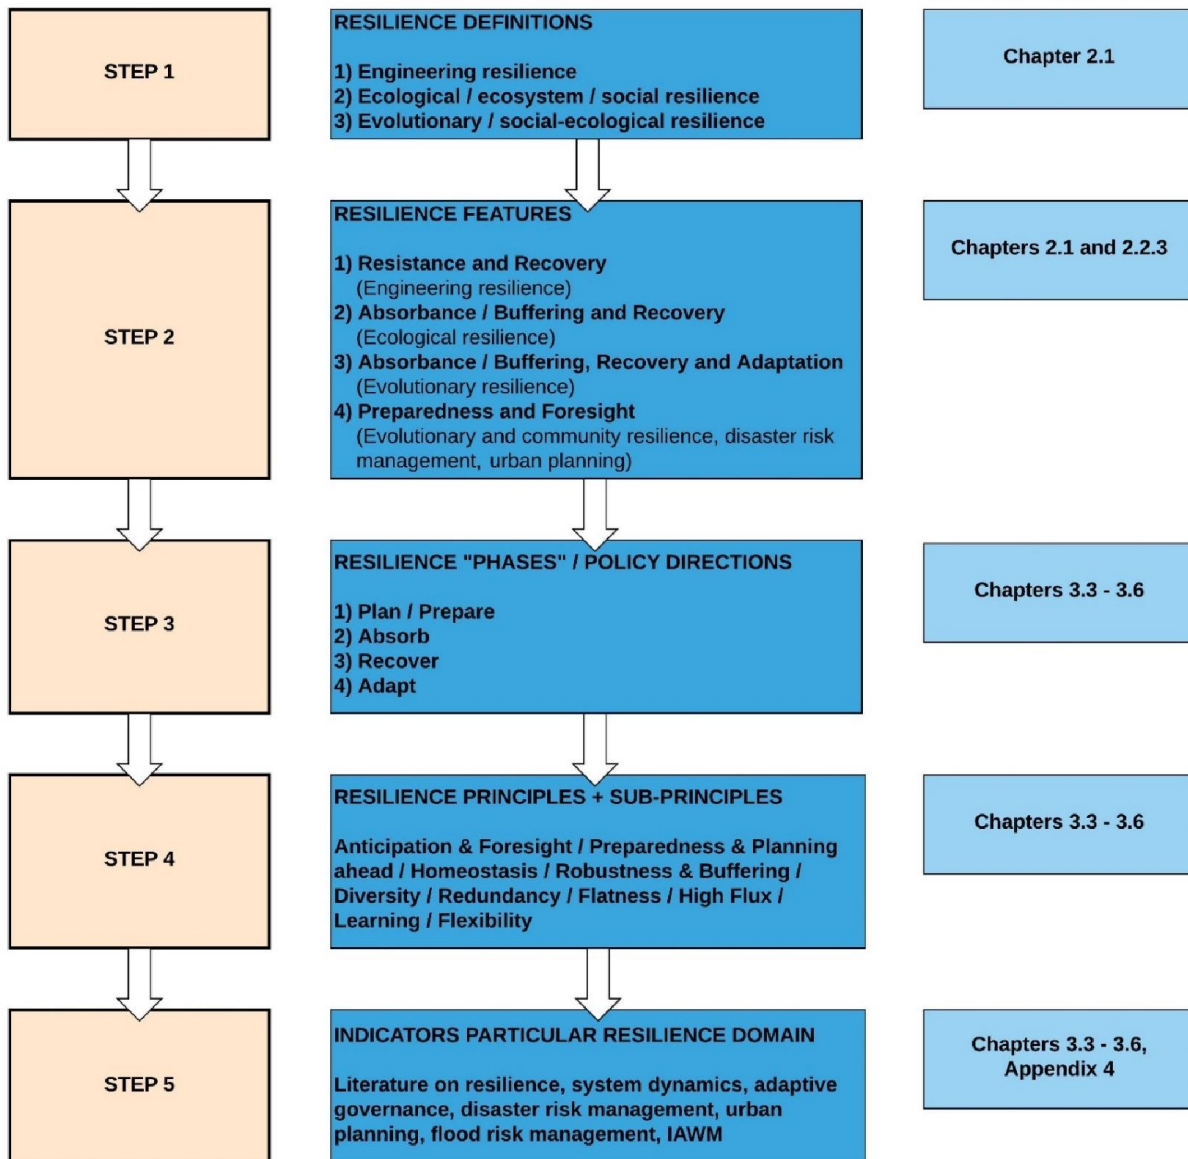 STEP 1
RESILIENCE DEFINITIONS
1) Engineering resilience
2) Ecological / ecosystem / social resilience
3) Evolutionary / social-ecological resilience
Chapter 2.1
STEP 2
RESILIENCE FEATURES
1) Resistance and Recovery
(Engineering resilience)
2) Absorbance / Buffering and Recovery
(Ecological resilience)
3) Absorbance / Buffering, Recovery and Adaptation
(Evolutionary resilience)
4) Preparedness and Foresight
(Evolutionary and community resilience, disaster risk
management, urban planning)
Chapters 2.1 and 2.2.3
STEP 3
RESILIENCE "PHASES" / POLICY DIRECTIONS
1) Plan / Prepare
2) Absorb
3) Recover
4) Adapt
Chapters 3.3 - 3.6
STEP 4
RESILIENCE PRINCIPLES + SUB-PRINCIPLES
Anticipation & Foresight / Preparedness & Planning
ahead / Homeostasis / Robustness & Buffering /
Diversity / Redundancy / Flatness / High Flux /
Learning / Flexibility
Chapters 3.3 - 3.6
STEP 5
INDICATORS PARTICULAR RESILIENCE DOMAIN
Literature on resilience, system dynamics, adaptive
governance, disaster risk management, urban
planning, flood risk management, IAWM
Chapters 3.3 - 3.6,
Appendix 4